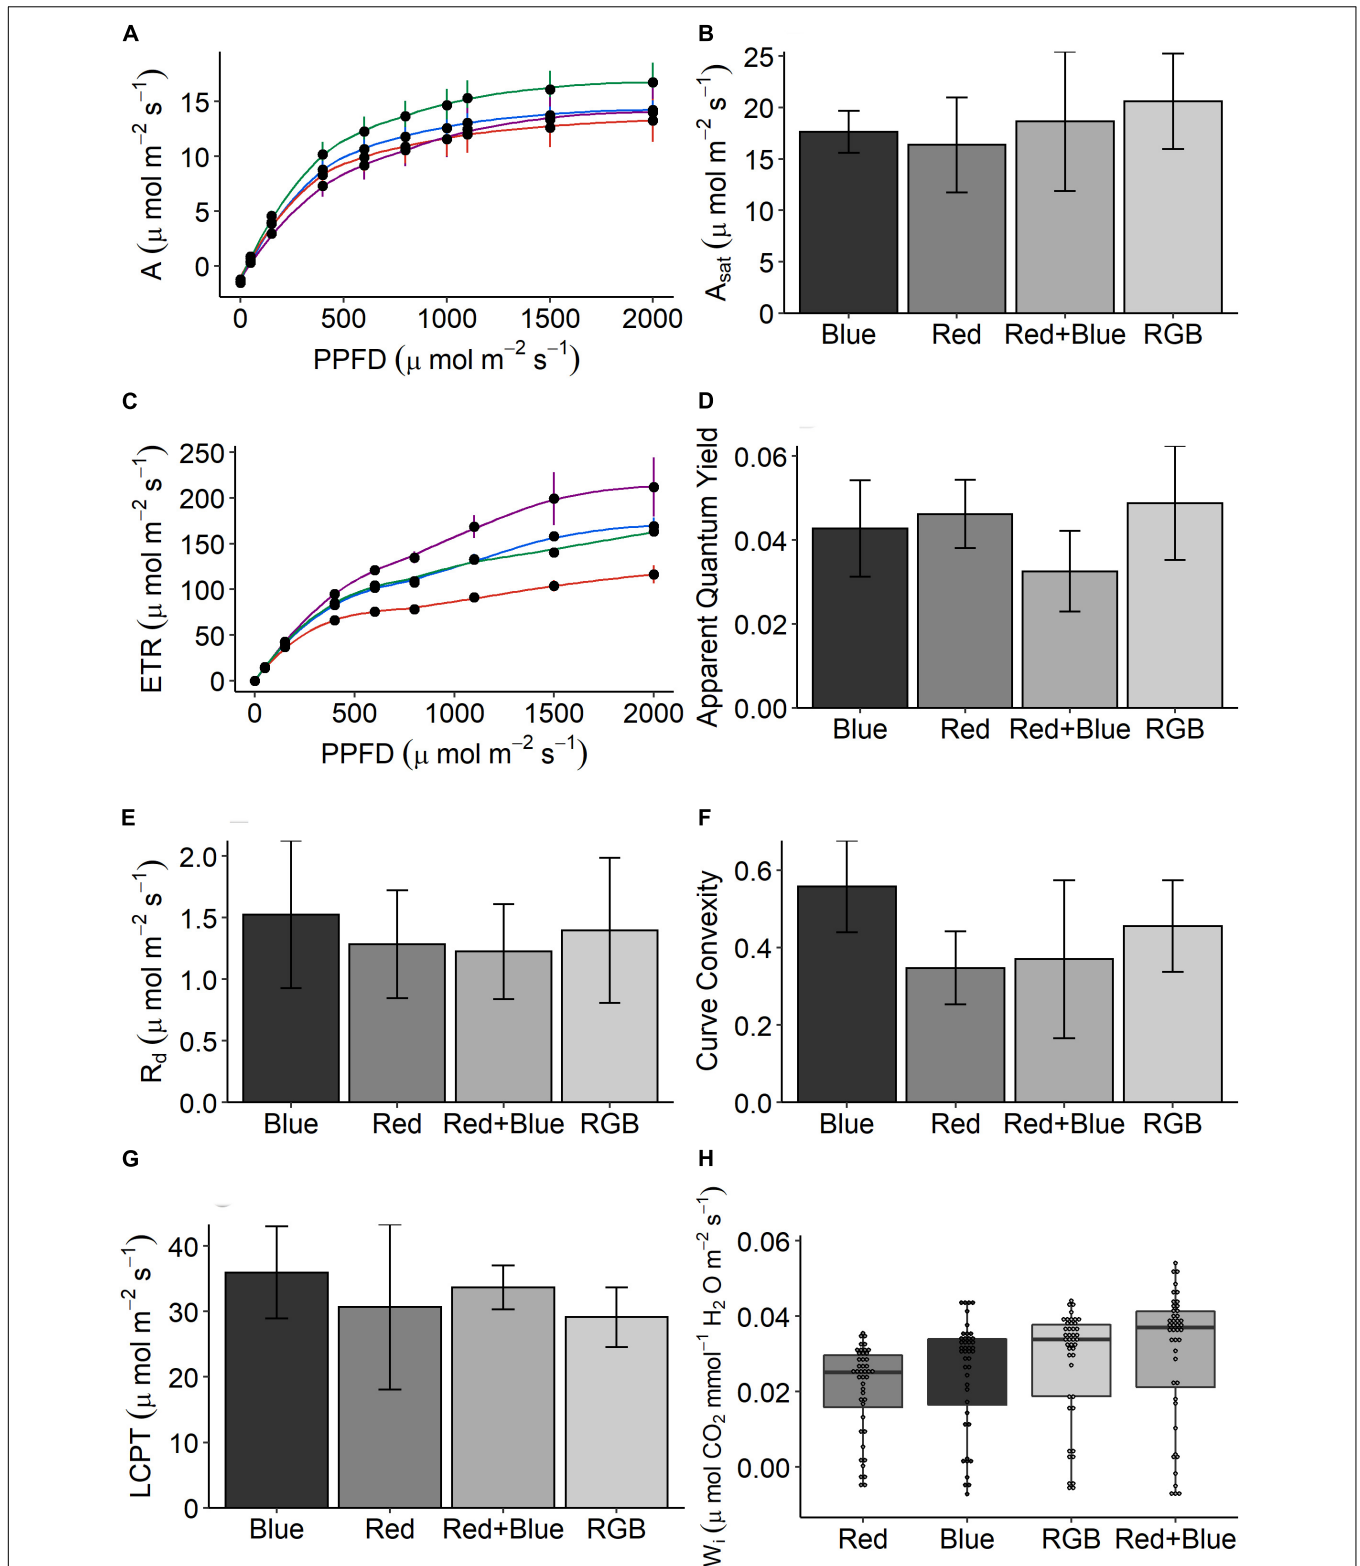 A
A (μ mol m−2 s−1)
15
10
5
0
0 500 1000 1500 2000
PPFD (μ mol m−2 s−1)
B
Asat (μ mol m−2 s−1)
25
20
15
10
5
0
Blue Red Red+Blue RGB
C
ETR (μ mol m−2 s−1)
250
200
150
100
50
0
0 500 1000 1500 2000
PPFD (μ mol m−2 s−1)
D
Apparent Quantum Yield
0.06
0.04
0.02
0.00
Blue Red Red+Blue RGB
E
Rd (μ mol m−2 s−1)
2.0
1.5
1.0
0.5
0.0
Blue Red Red+Blue RGB
F
Curve Convexity
0.6
0.4
0.2
0.0
Blue Red Red+Blue RGB
G
LCPT (μ mol m−2 s−1)
40
30
20
10
0
Blue Red Red+Blue RGB
H
Wi (μ mol CO2 mmol−1 H2 O m−2 s−1)
0.06
0.04
0.02
0.00
Red Blue RGB Red+Blue